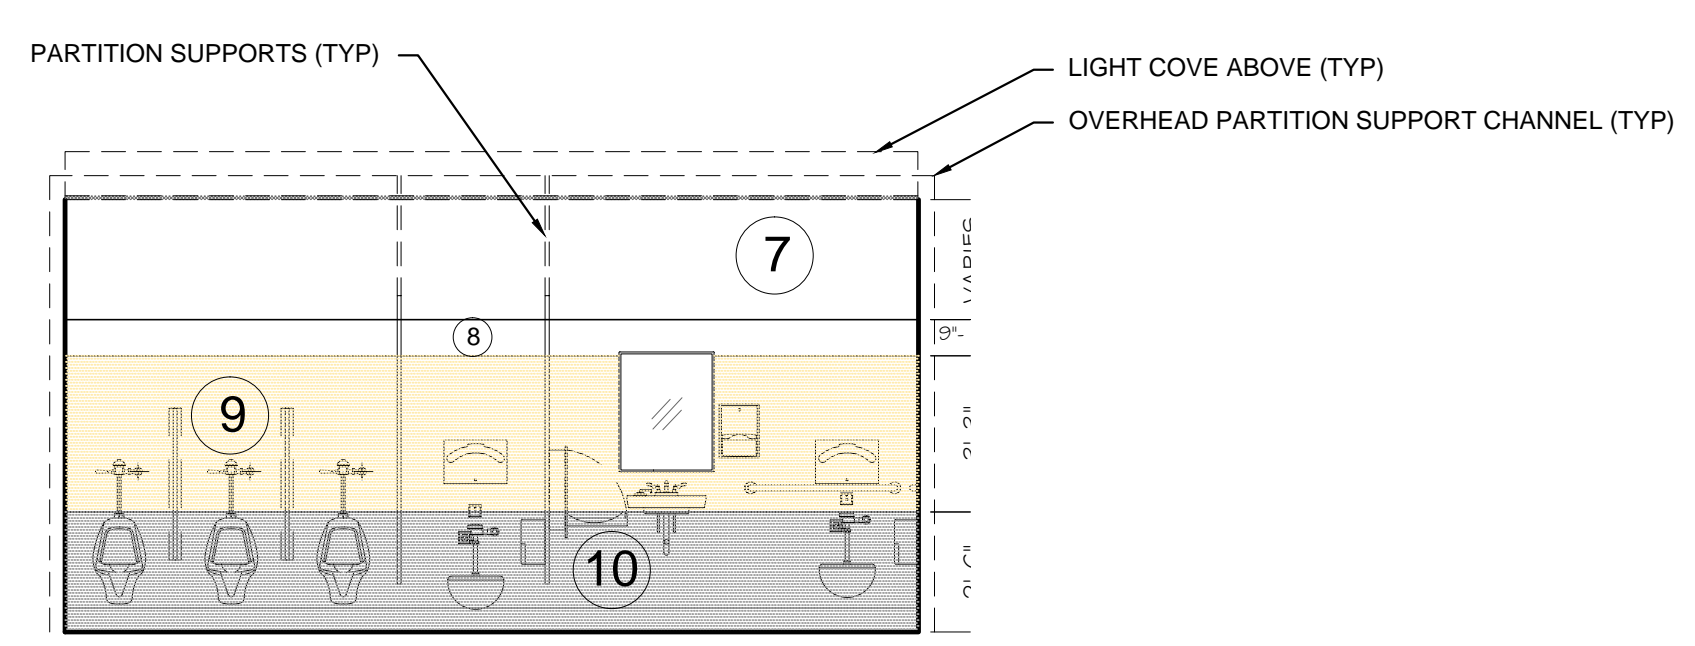 PARTITION SUPPORTS (TYP)
LIGHT COVE ABOVE (TYP)
OVERHEAD PARTITION SUPPORT CHANNEL (TYP)
7
8
9"-
9
10